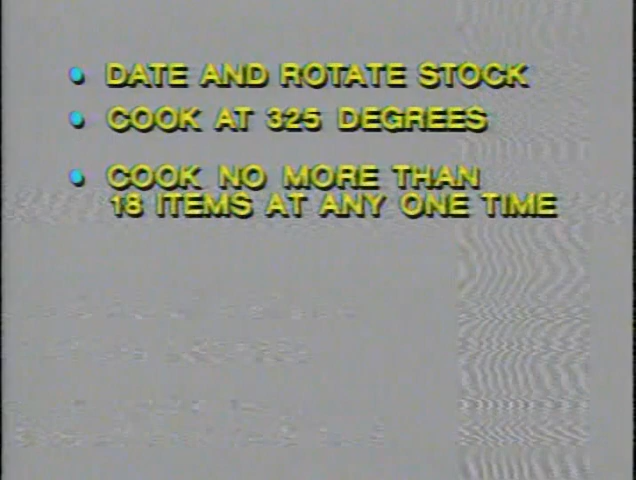 • DATE AND ROTATE STOCK
• COOK AT 325 DEGREES
• COOK NO MORE THAN
18 ITEMS AT ANY ONE TIME